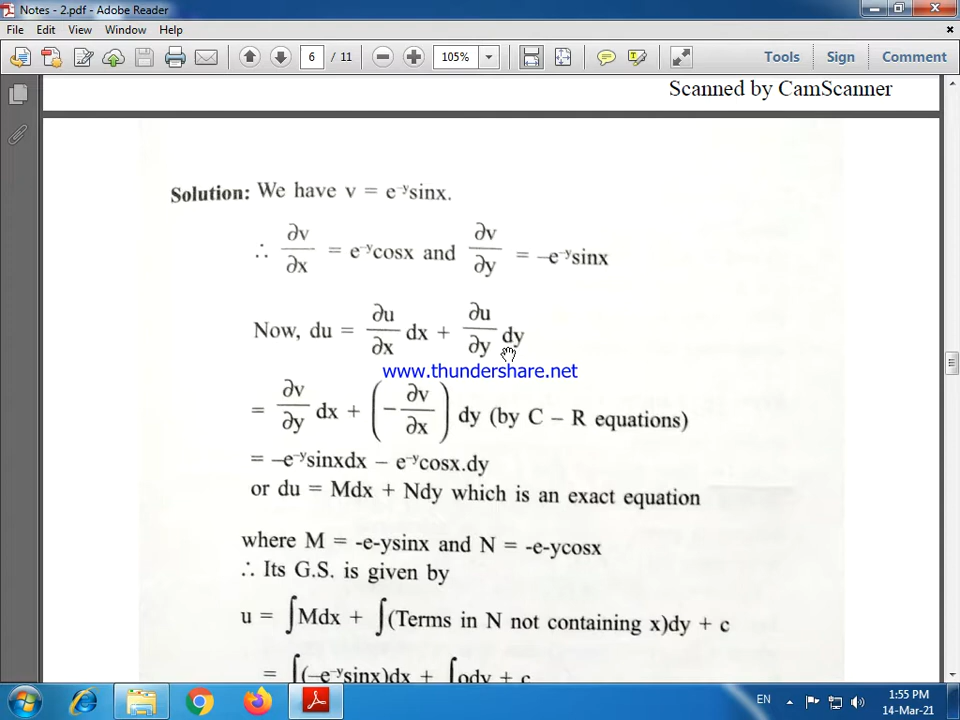 Notes - 2.pdf - Adobe Reader
File Edit View Window Help
6 / 11 105% Tools Sign Comment
Scanned by CamScanner
Solution: We have v = e⁻ʸsinx.
∴ ∂v/∂x = e⁻ʸcosx and ∂v/∂y = –e⁻ʸsinx
Now, du = ∂u/∂x dx + ∂u/∂y dy
www.thundershare.net
= ∂v/∂y dx + (– ∂v/∂x) dy (by C – R equations)
= –e⁻ʸsinxdx – e⁻ʸcosx.dy
or du = Mdx + Ndy which is an exact equation
where M = -e-ysinx and N = -e-ycosx
∴ Its G.S. is given by
u = ∫Mdx + ∫(Terms in N not containing x)dy + c
= ∫(–e⁻ʸsinx)dx + ∫ody + c
EN 1:55 PM
14-Mar-21